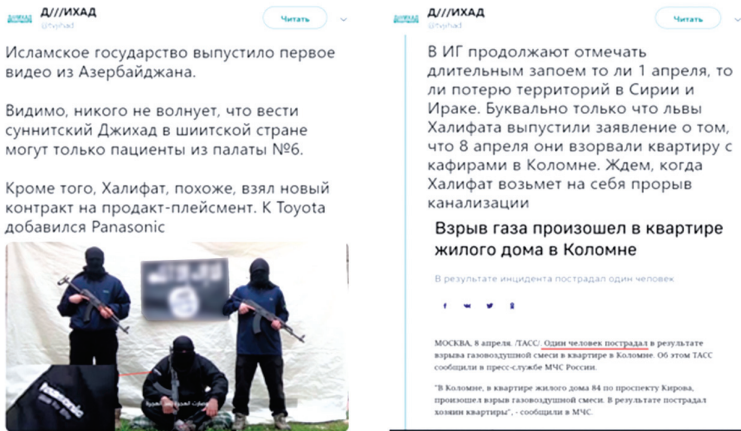 Д///ИХАД
@tvjihad
Читать
Исламское государство выпустило первое
видео из Азербайджана.
Видимо, никого не волнует, что вести
суннитский Джихад в шиитской стране
могут только пациенты из палаты №6.
Кроме того, Халифат, похоже, взял новый
контракт на продакт-плейсмент. К Toyota
добавился Panasonic
Д///ИХАД
@tvjihad
Читать
В ИГ продолжают отмечать
длительным запоем то ли 1 апреля, то
ли потерю территорий в Сирии и
Ираке. Буквально только что львы
Халифата выпустили заявление о том,
что 8 апреля они взорвали квартиру с
кафирами в Коломне. Ждем, когда
Халифат возьмет на себя прорыв
канализации
Взрыв газа произошел в квартире
жилого дома в Коломне
В результате инцидента пострадал один человек
МОСКВА, 8 апреля. /ТАСС/. Один человек пострадал в результате
взрыва газовоздушной смеси в квартире в Коломне. Об этом ТАСС
сообщили в пресс-службе МЧС России.
"В Коломне, в квартире жилого дома 84 по проспекту Кирова,
произошел взрыв газовоздушной смеси. В результате пострадал
хозяин квартиры", - сообщили в МЧС.